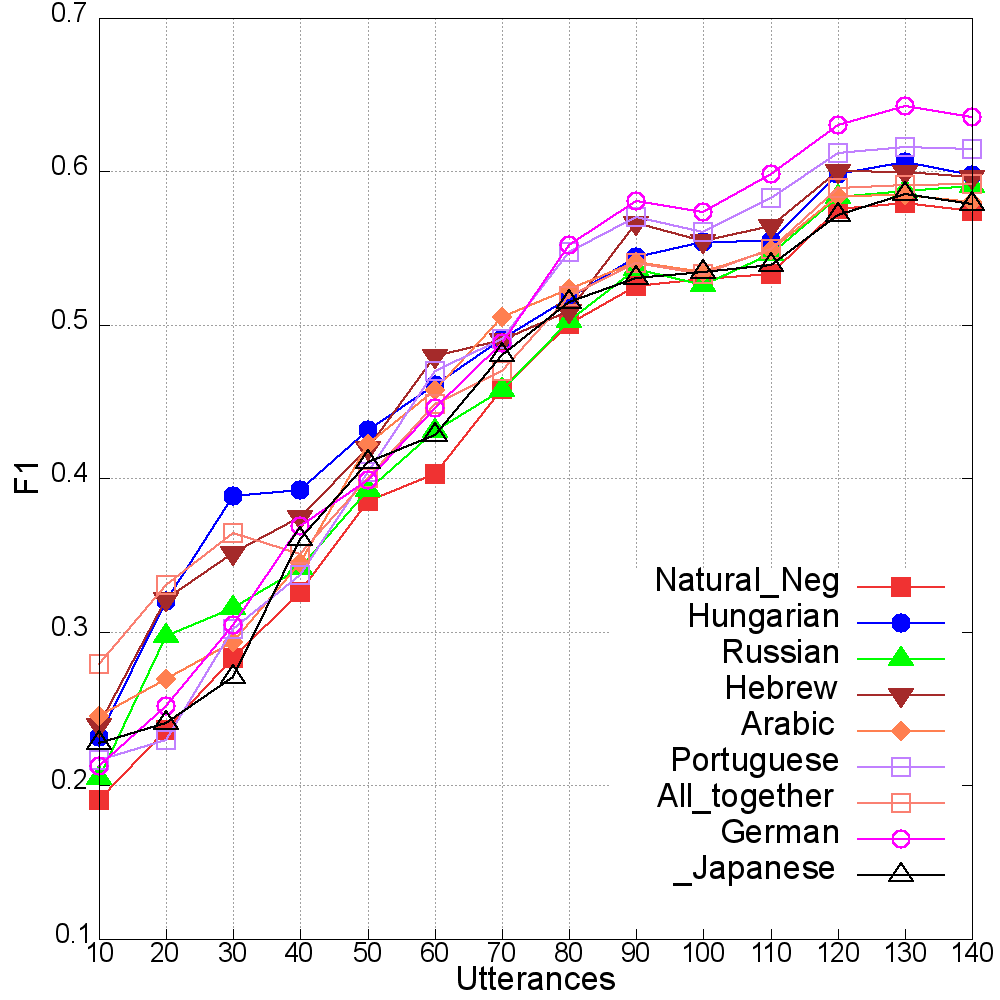 0.7
0.6
0.5
0.4
0.3
0.2
0.1
F1
Natural_Neg
Hungarian
Russian
Hebrew
Arabic
Portuguese
All_together
German
_Japanese
10 20 30 40 50 60 70 80 90 100 110 120 130 140
Utterances